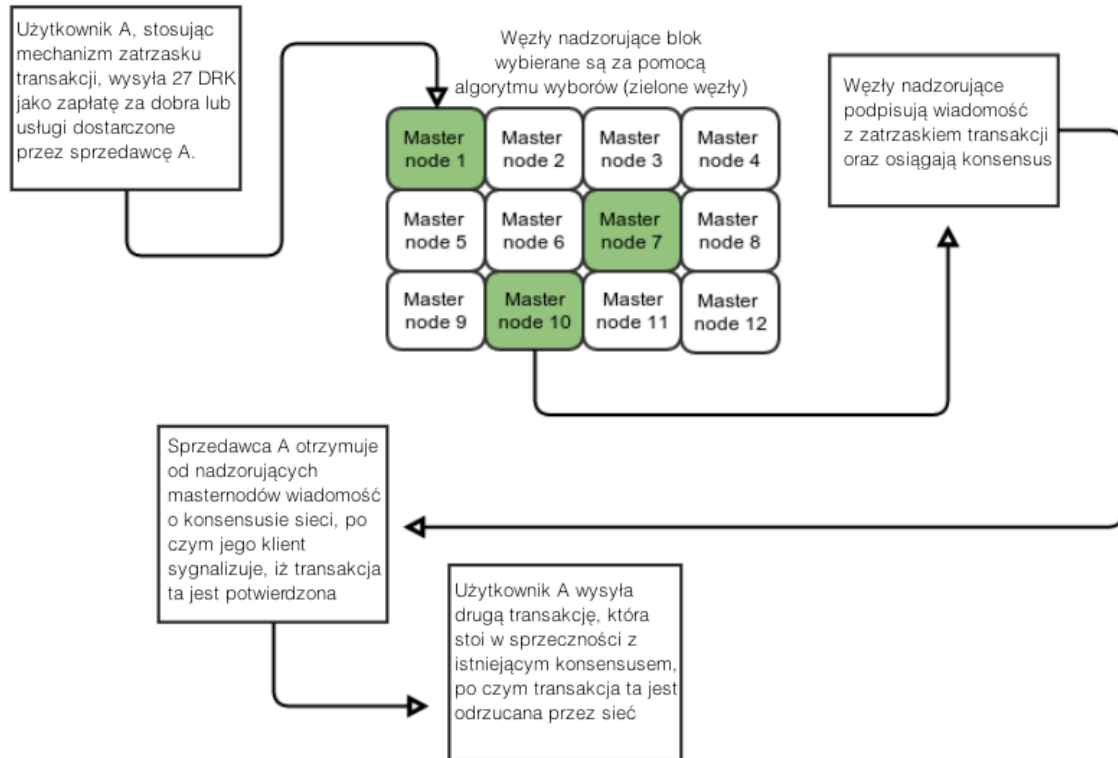 Użytkownik A, stosując
mechanizm zatrzasku
transakcji, wysyła 27 DRK
jako zapłatę za dobra lub
usługi dostarczone
przez sprzedawcę A.
Węzły nadzorujące blok
wybierane są za pomocą
algorytmu wyborów (zielone węzły)
Master
node 1
Master
node 2
Master
node 3
Master
node 4
Master
node 5
Master
node 6
Master
node 7
Master
node 8
Master
node 9
Master
node 10
Master
node 11
Master
node 12
Węzły nadzorujące
podpisują wiadomość
z zatrzaskiem transakcji
oraz osiągają konsensus
Sprzedawca A otrzymuje
od nadzorujących
masternodów wiadomość
o konsensusie sieci, po
czym jego klient
sygnalizuje, iż transakcja
ta jest potwierdzona
Użytkownik A wysyła
drugą transakcję, która
stoi w sprzeczności z
istniejącym konsensusem,
po czym transakcja ta jest
odrzucana przez sieć